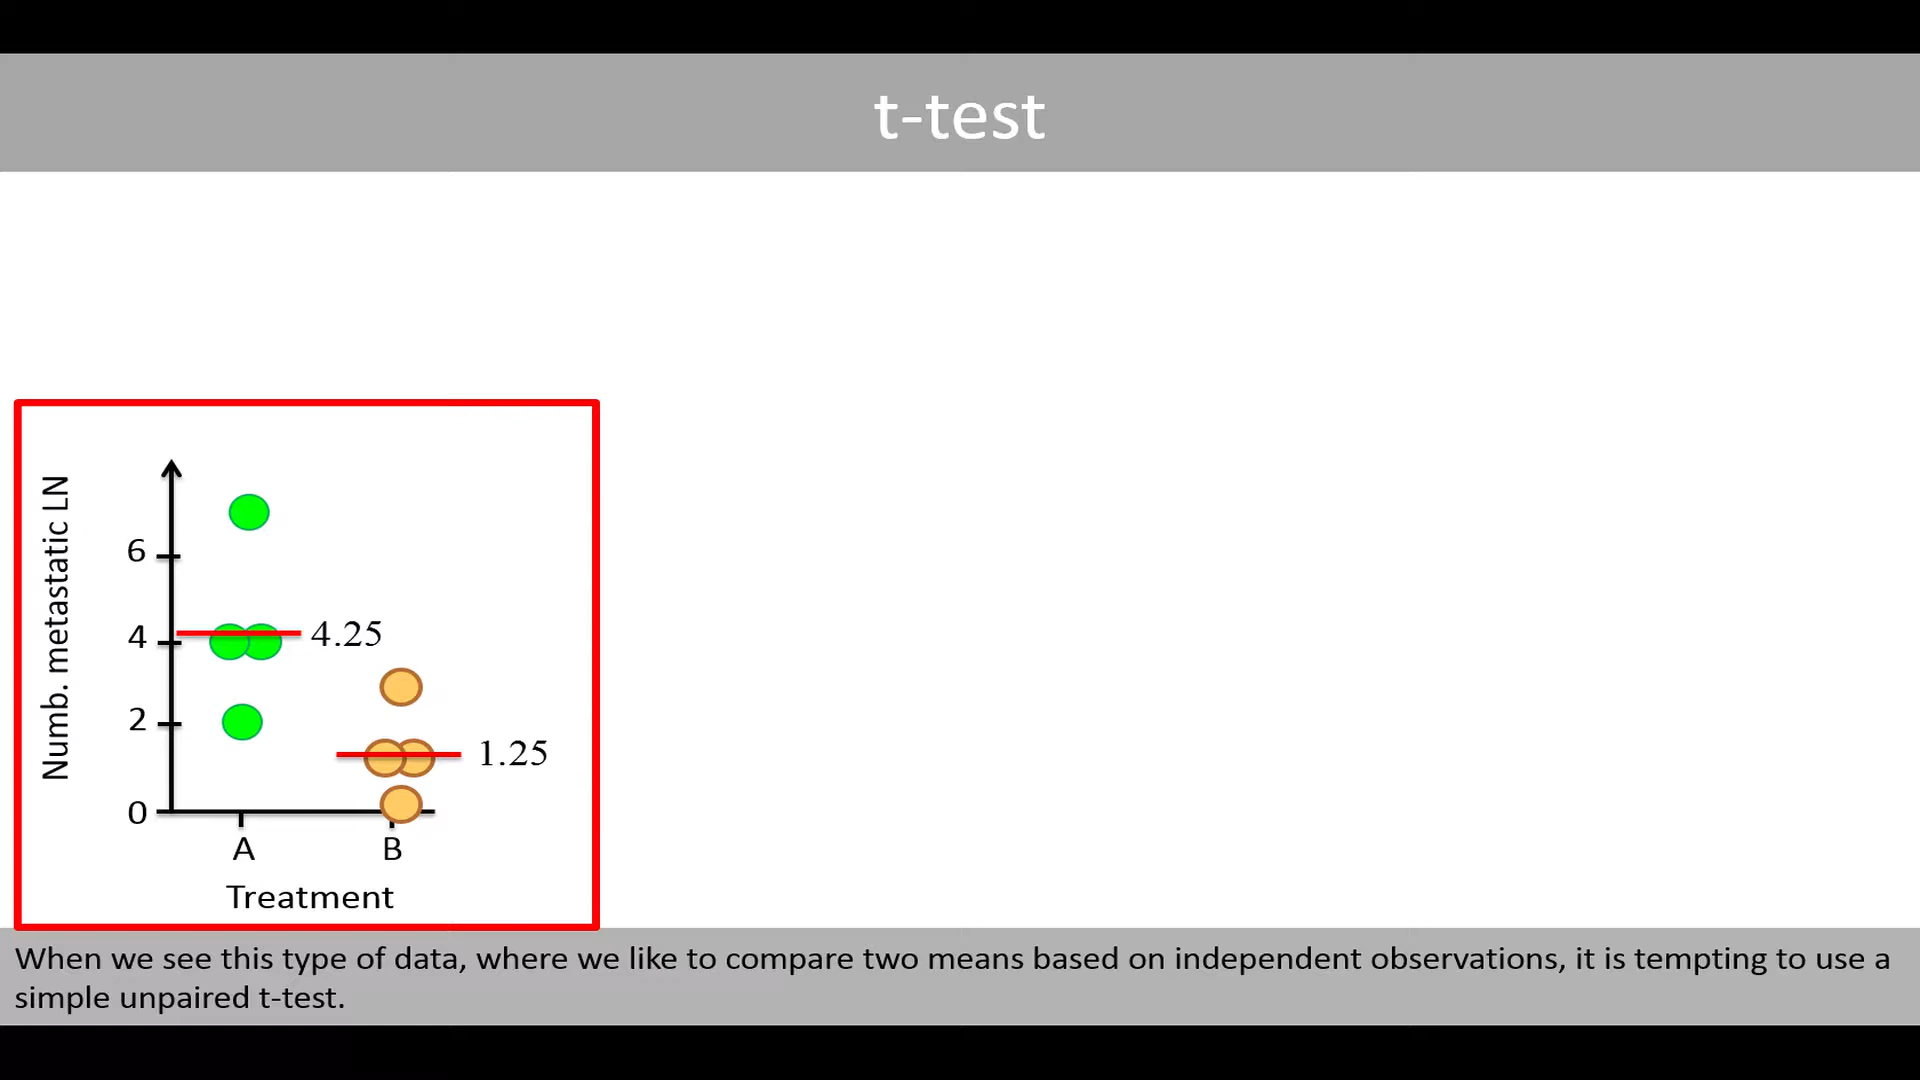 t-test
Numb. metastatic LN
6
4
2
0
4.25
1.25
A
B
Treatment
When we see this type of data, where we like to compare two means based on independent observations, it is tempting to use a
simple unpaired t-test.